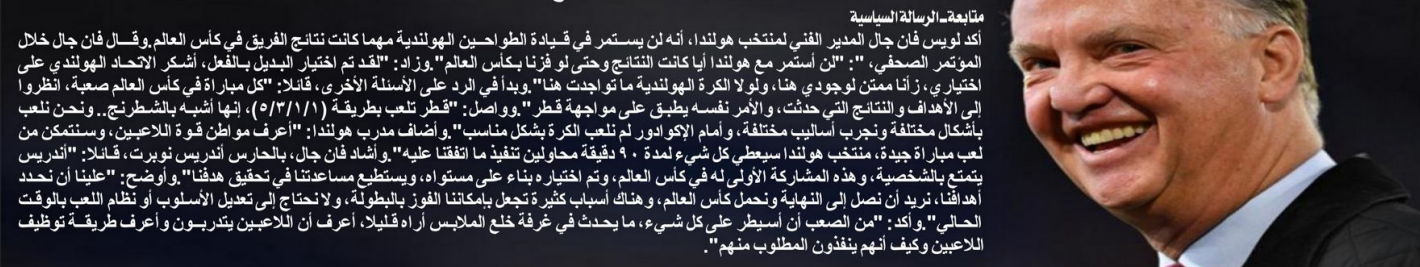 متابعة-الرسالة السياسية
أكد لويس فان جال المدير الفني لمنتخب هولندا، أنه لن يستمر في قيادة الطواحين الهولندية مهما كانت نتائج الفريق في كأس العالم.وقال فان جال خلال
المؤتمر الصحفي، ": "لن أستمر مع هولندا أيا كانت النتائج وحتى لو فزنا بكأس العالم".وزاد: "لقد تم اختيار البديل بالفعل، أشكر الاتحاد الهولندي على
اختياري، زأنا ممتن لوجودي هنا، ولولا الكرة الهولندية ما تواجدت هنا".وبدأ في الرد على الأسئلة الأخرى، قائلا: "كل مباراة في كأس العالم صعبة، أنظروا
إلى الأهداف والنتائج التي حدثت، والأمر نفسه يطبق على مواجهة قطر".وواصل: "قطر تلعب بطريقة (٥/٣/١/١)، إنها أشبه بالشطرنج.. ونحن نلعب
بأشكال مختلفة ونجرب أساليب مختلفة، وأمام الإكوادور لم نلعب الكرة بشكل مناسب".وأضاف مدرب هولندا: "أعرف مواطن قوة اللاعبين، وسنتمكن من
لعب مباراة جيدة، منتخب هولندا سيعطي كل شيء لمدة ٩٠ دقيقة محاولين تنفيذ ما اتفقنا عليه".وأشاد فان جال، بالحارس أندريس نوبرت، قائلا: "أندريس
يتمتع بالشخصية، وهذه المشاركة الأولى له في كأس العالم، وتم اختياره بناء على مستواه، ويستطيع مساعدتنا في تحقيق هدفنا".وأوضح: "علينا أن نحدد
أهدافنا، نريد أن نصل إلى النهاية ونحمل كأس العالم، وهناك أسباب كثيرة تجعل بإمكاننا الفوز بالبطولة، ولا نحتاج إلى تعديل الأسلوب أو نظام اللعب بالوقت
الحالي".وأكد: "من الصعب أن أسيطر على كل شيء، ما يحدث في غرفة خلع الملابس أراه قليلا، أعرف أن اللاعبين يتدربون وأعرف طريقة توظيف
اللاعبين وكيف أنهم ينفذون المطلوب منهم".